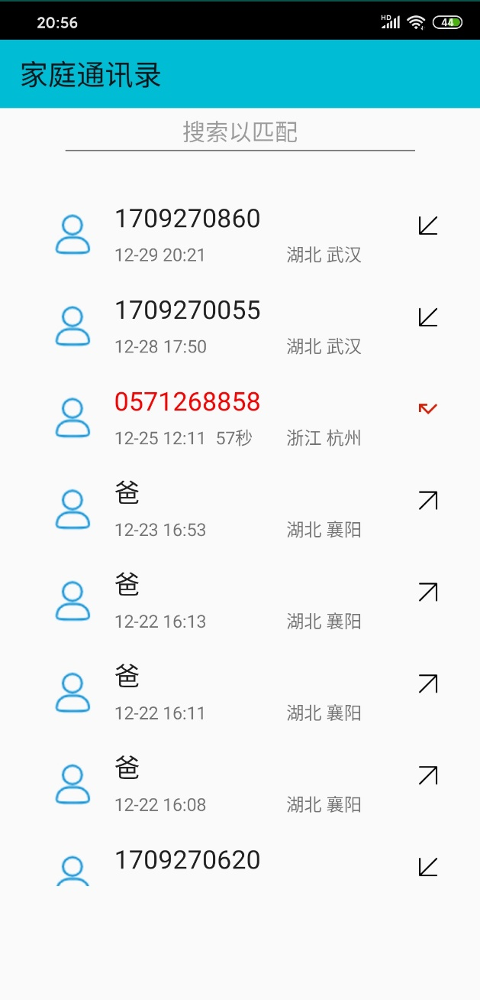 20:56
HD
44
家庭通讯录
搜索以匹配
1709270860
12-29 20:21 湖北 武汉
1709270055
12-28 17:50 湖北 武汉
0571268858
12-25 12:11 57秒 浙江 杭州
爸
12-23 16:53 湖北 襄阳
爸
12-22 16:13 湖北 襄阳
爸
12-22 16:11 湖北 襄阳
爸
12-22 16:08 湖北 襄阳
1709270620